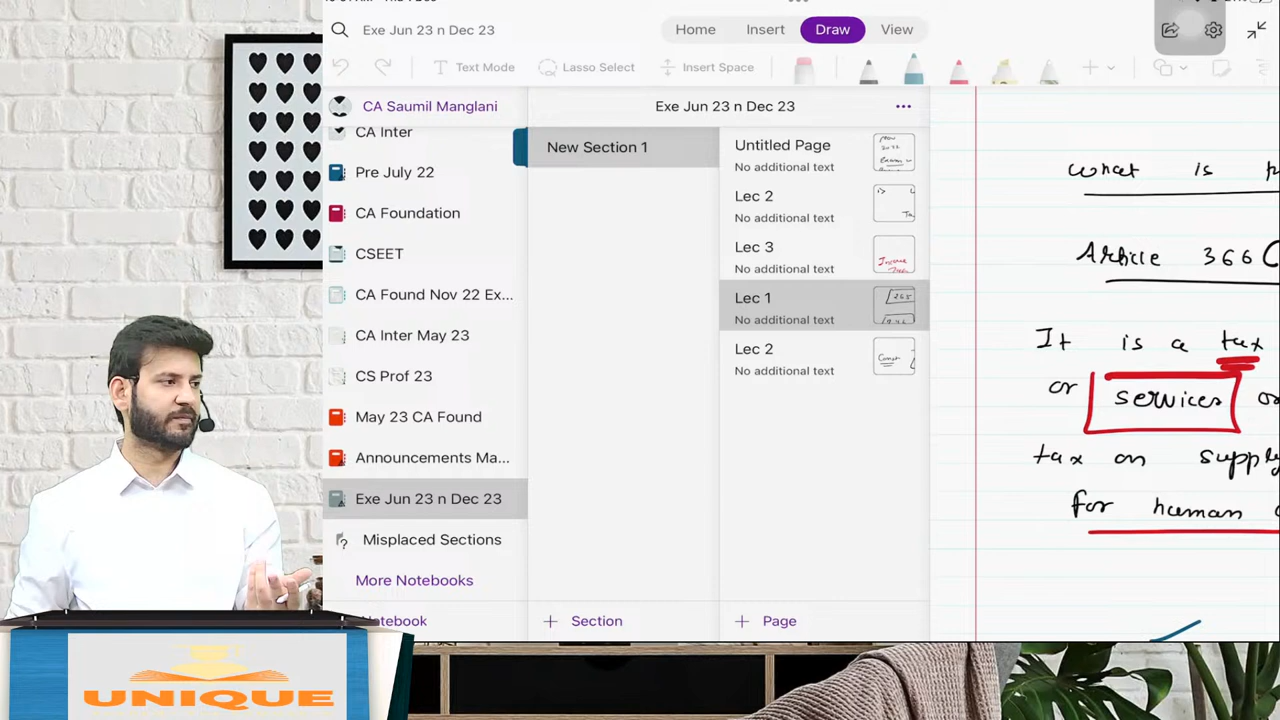 Exe Jun 23 n Dec 23
Home
Insert
Draw
View
Text Mode
Lasso Select
Insert Space
CA Saumil Manglani
CA Inter
Pre July 22
CA Foundation
CSEET
CA Found Nov 22 Ex...
CA Inter May 23
CS Prof 23
May 23 CA Found
Announcements Ma...
Exe Jun 23 n Dec 23
Misplaced Sections
More Notebooks
Notebook
New Section 1
Section
Exe Jun 23 n Dec 23
Untitled Page
No additional text
Lec 2
No additional text
Lec 3
No additional text
Lec 1
No additional text
Lec 2
No additional text
Page
what is
Article 366
It is a tax
or services or
tax on supply
for human
UNIQUE